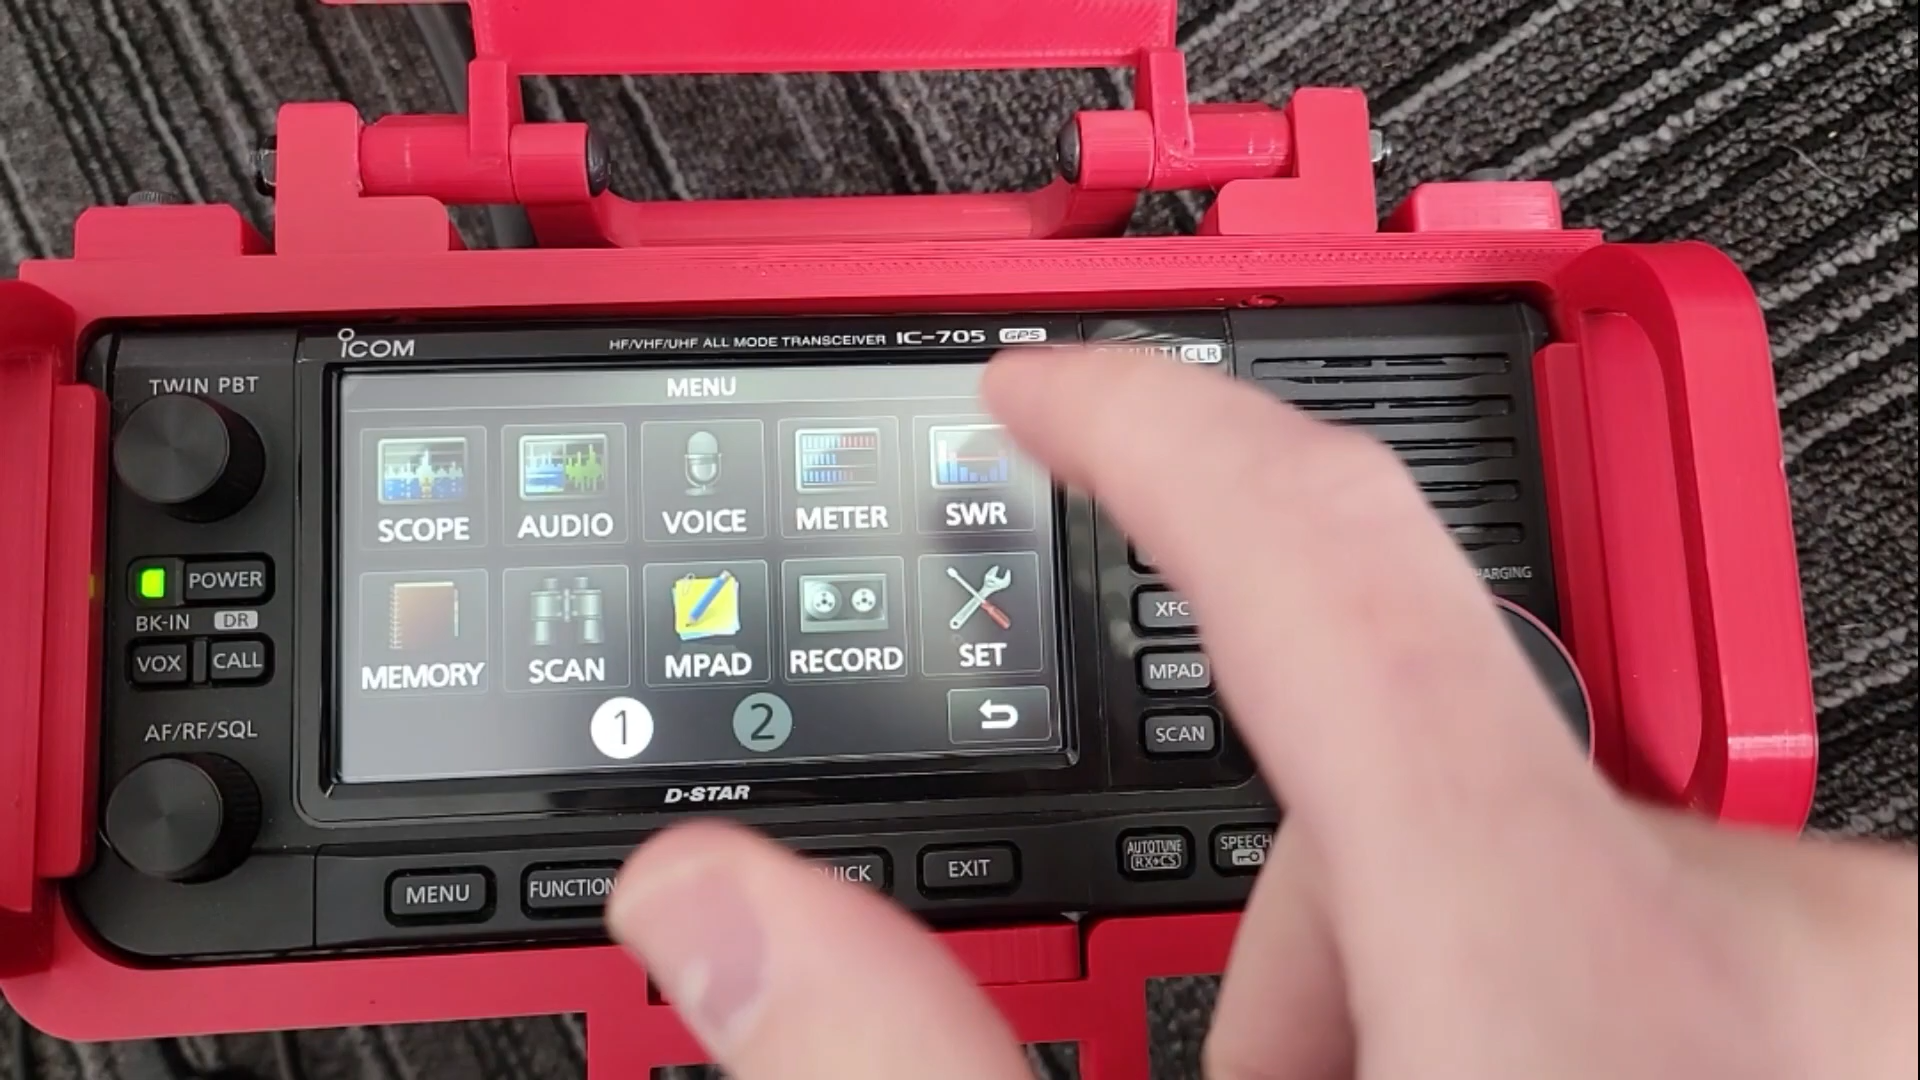 ICOM
HF/VHF/UHF ALL MODE TRANSCEIVER IC-705 GPS
CLR
TWIN PBT
MENU
SCOPE AUDIO VOICE METER SWR
POWER
BK-IN DR
VOX CALL
MEMORY SCAN MPAD RECORD SET
1 2
XFC
MPAD
SCAN
AF/RF/SQL
D-STAR
MENU FUNCTION EXIT
AUTOTUNE
RX→CS
SPEECH